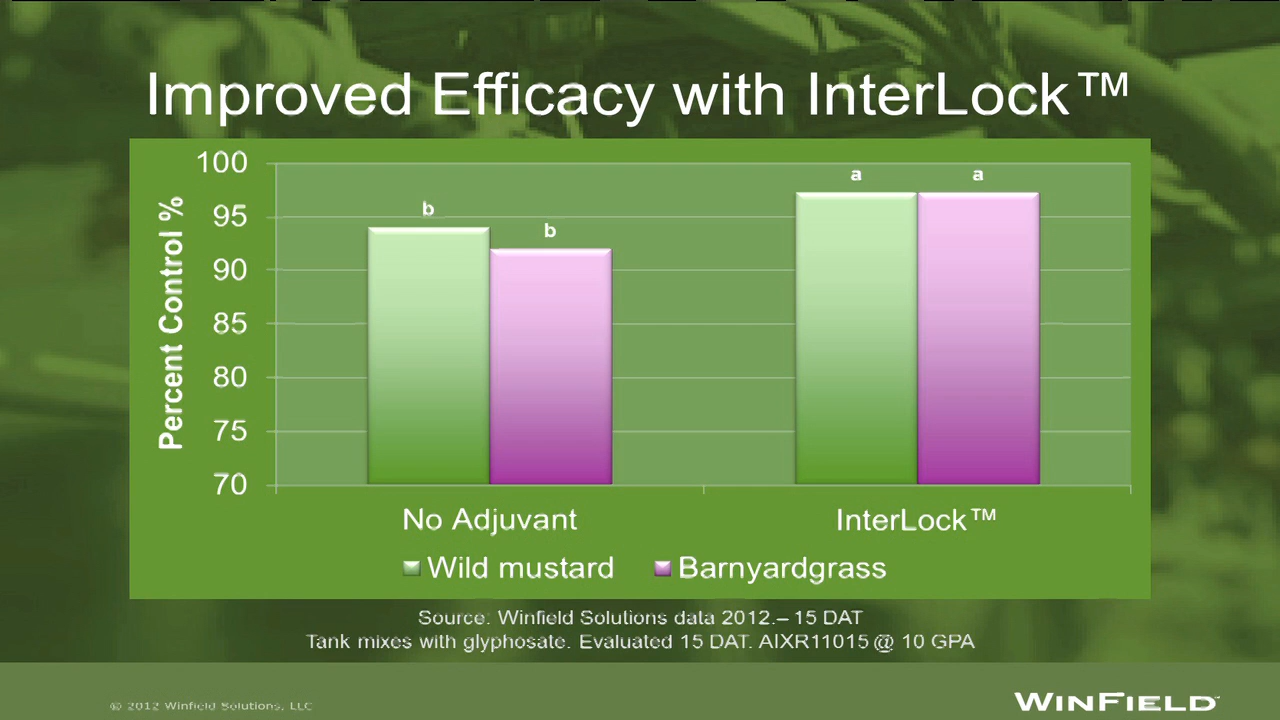 Improved Efficacy with InterLock™
100
95
90
85
80
75
70
Percent Control %
b
b
a
a
No Adjuvant
InterLock™
Wild mustard
Barnyardgrass
Source: Winfield Solutions data 2012.– 15 DAT
Tank mixes with glyphosate. Evaluated 15 DAT. AIXR11015 @ 10 GPA
© 2012 Winfield Solutions, LLC
WINFIELD™